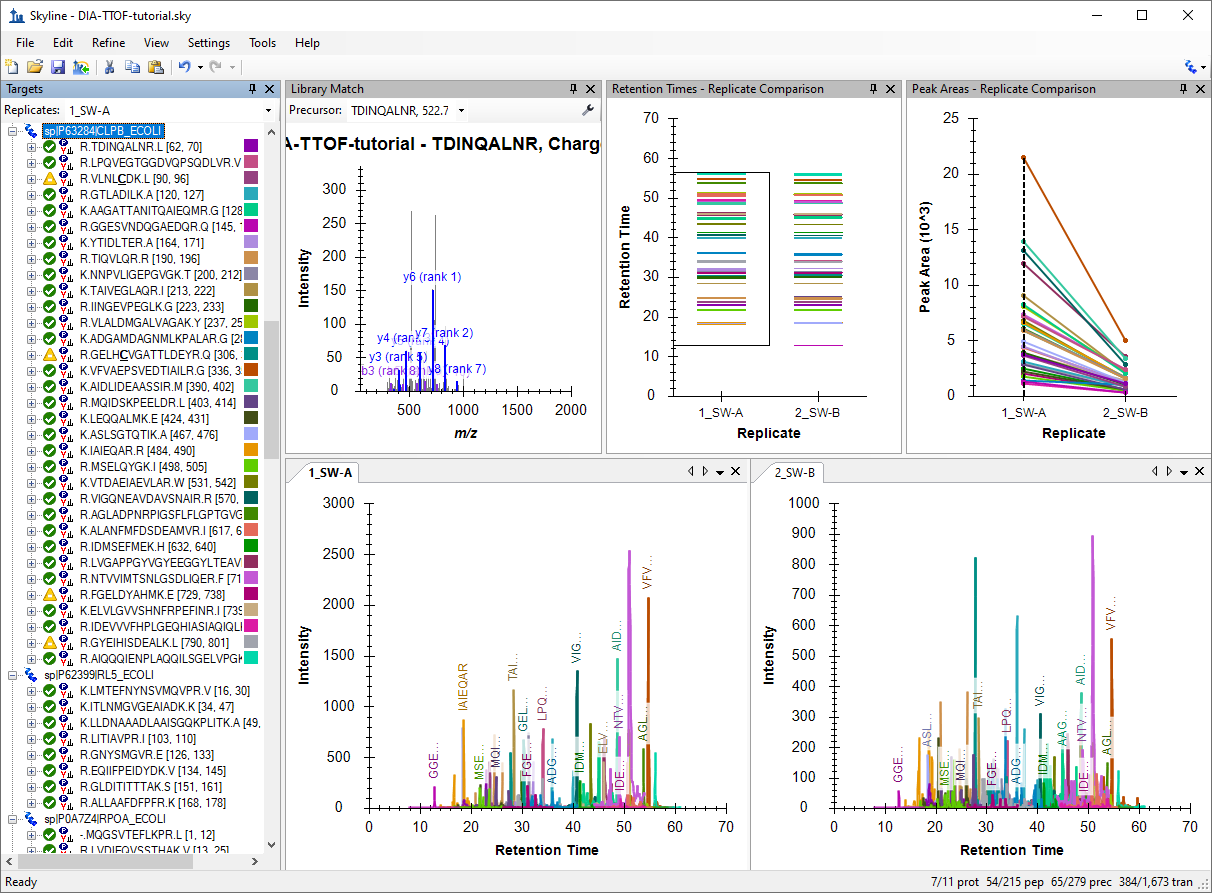 Skyline - DIA-TTOF-tutorial.sky
File Edit Refine View Settings Tools Help
Targets
Replicates: 1_SW-A
sp|P63284|CLPB_ECOLI
R.TDINQALNR.L [62, 70]
R.LPQVEGTGGDVQPSQDLVR.V
R.VLNLCDK.L [90, 96]
R.GTLADILK.A [120, 127]
K.AAGATTANITQAIEQMR.G [128
R.GGESVNDQGAEDQR.Q [145,
K.YTIDLTER.A [164, 171]
R.TIQVLQR.R [190, 196]
K.NNPVLIGEPGVGK.T [200, 212]
K.TAIVEGLAQR.I [213, 222]
R.IINGEVPEGLK.G [223, 233]
R.VLALDMGALVAGAK.Y [237, 25
K.ADGAMDAGNMLKPALAR.G [28
R.GELHCVGATTLDEYR.Q [306,
K.VFVAEPSVEDTIAILR.G [336, 3
K.AIDLIDEAASSIR.M [390, 402]
R.MQIDSKPEELDR.L [403, 414]
K.LEQQALMK.E [424, 431]
K.ASLSGTQTIK.A [467, 476]
K.IAIEQAR.R [484, 490]
R.MSELQYGK.I [498, 505]
K.VTDAEIAEVLAR.W [531, 542]
R.VIGQNEAVDAVSNAIR.R [570,
R.AGLADPNRPIGSFLFLGPTGVG
K.ALANFMFDSDEAMVR.I [617, 6
R.IDMSEFMEK.H [632, 640]
R.LVGAPPGYVGYEEGGYLTEAV
R.NTVVIMTSNLGSDLIQER.F [71
R.FGELDYAHMK.E [729, 738]
K.ELVLGVVSHNFRPEFINR.I [739
R.IDEVVVFHPLGEQHIASIAQIQL
R.GYEIHISDEALK.L [790, 801]
R.AIQQQIENPLAQQILSGELVPGK
sp|P62399|RL5_ECOLI
K.LMTEFNYNSVMQVPR.V [16, 30]
K.ITLNMGVGEAIADK.K [34, 47]
K.LLDNAAADLAAISGQKPLITK.A [49,
R.LITIAVPR.I [103, 110]
R.GNYSMGVR.E [126, 133]
R.EQIIFPEIDYDK.V [134, 145]
R.GLDITITTTAK.S [151, 161]
R.ALLAAFDFPFR.K [168, 178]
sp|P0A7Z4|RPOA_ECOLI
-.MQGSVTEFLKPR.L [1, 12]
R.LVDIEQVSSTHAK.V [13, 25]
Library Match
Precursor: TDINQALNR, 522.7
A-TTOF-tutorial - TDINQALNR, Charg
Intensity
300
250
200
150
100
50
0
y6 (rank 1)
y7 (rank 2)
y8 (rank 7)
500 1000 1500 2000
m/z
Retention Times - Replicate Comparison
Retention Time
70
60
50
40
30
20
10
0
1_SW-A 2_SW-B
Replicate
Peak Areas - Replicate Comparison
Peak Area (10^3)
25
20
15
10
5
0
1_SW-A 2_SW-B
Replicate
1_SW-A
Intensity
3000
2500
2000
1500
1000
500
0
GGE...
IAIEQAR
MSE...
MQI...
TAI...
GEL...
FGE...
LPQ...
ADG...
VIG...
IDM...
ELV...
AID...
NTV...
IDE...
AGL...
VFV...
0 10 20 30 40 50 60 70
Retention Time
2_SW-B
Intensity
1000
900
800
700
600
500
400
300
200
100
0
GGE...
ASL...
MSE...
MQI...
TAI...
FGE...
LPQ...
ADG...
VIG...
IDM...
AAG...
AID...
NTV...
IDE...
AGL...
VFV...
0 10 20 30 40 50 60 70
Retention Time
Ready
7/11 prot 54/215 pep 65/279 prec 384/1,673 tran